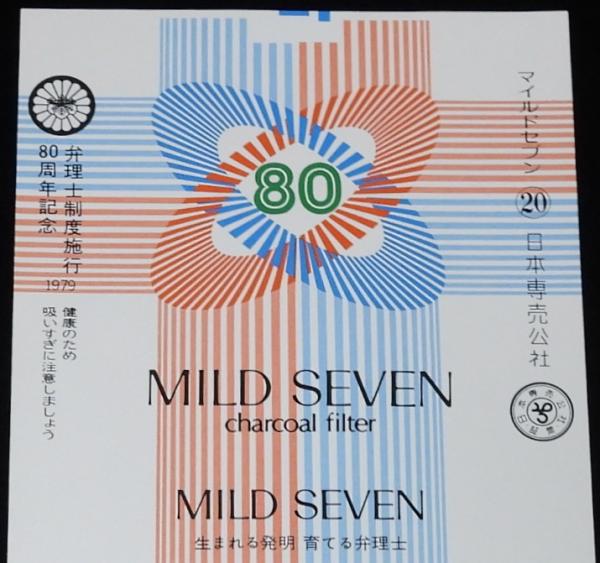 弁理士制度施行
80周年記念
1979
健康のため
吸いすぎに注意しましょう
80
マイルドセブン ⑳ 日本専売公社
MILD SEVEN
charcoal filter
MILD SEVEN
生まれる発明 育てる弁理士